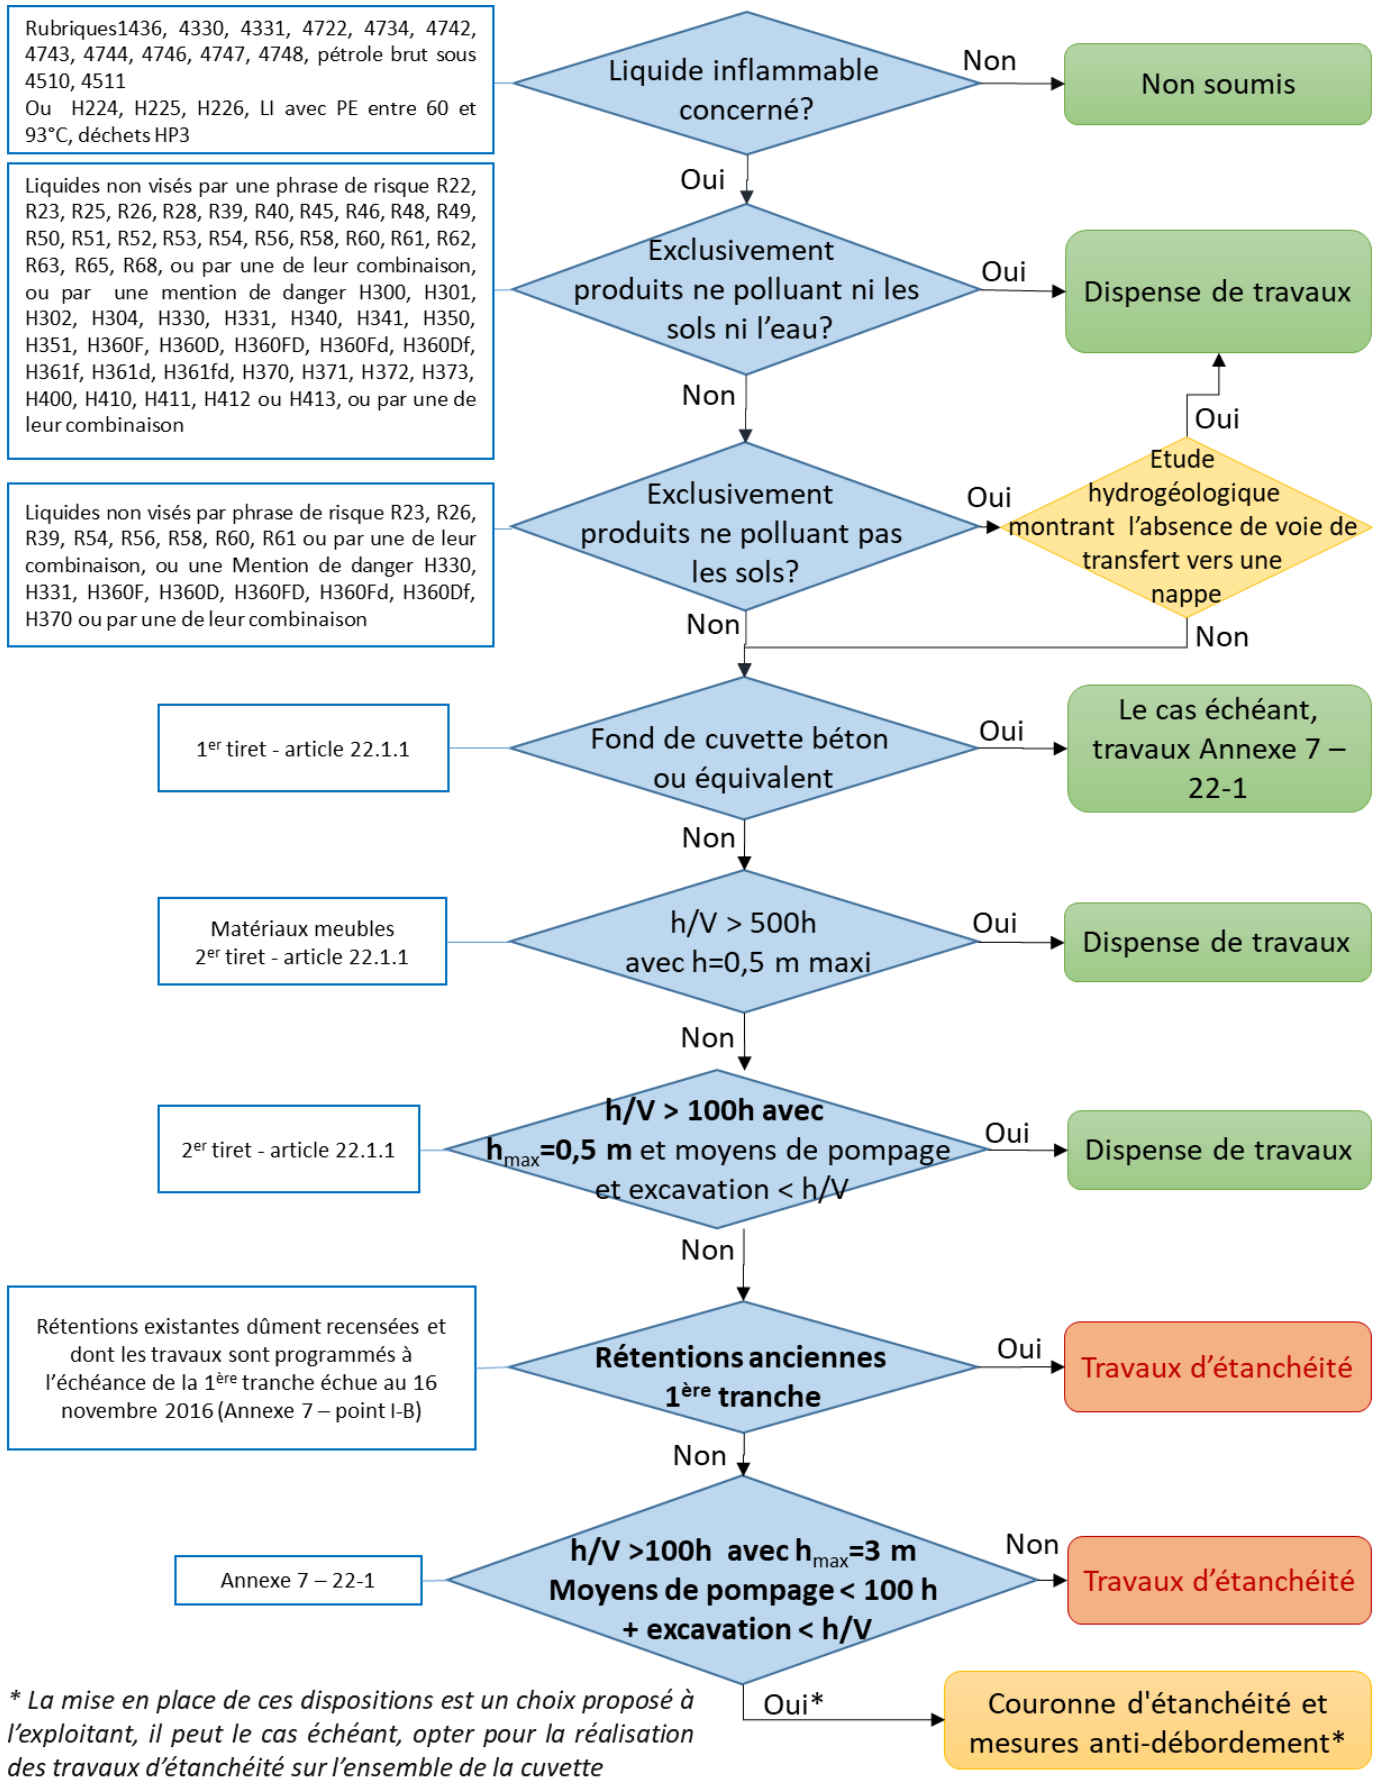 Rubriques1436, 4330, 4331, 4722, 4734, 4742,
4743, 4744, 4746, 4747, 4748, pétrole brut sous
4510, 4511
Ou H224, H225, H226, LI avec PE entre 60 et
93°C, déchets HP3
Liquide inflammable
concerné?
Non
Non soumis
Oui
Liquides non visés par une phrase de risque R22,
R23, R25, R26, R28, R39, R40, R45, R46, R48, R49,
R50, R51, R52, R53, R54, R56, R58, R60, R61, R62,
R63, R65, R68, ou par une de leur combinaison,
ou par une mention de danger H300, H301,
H302, H304, H330, H331, H340, H341, H350,
H351, H360F, H360D, H360FD, H360Fd, H360Df,
H361f, H361d, H361fd, H370, H371, H372, H373,
H400, H410, H411, H412 ou H413, ou par une de
leur combinaison
Exclusivement
produits ne polluant ni les
sols ni l'eau?
Oui
Dispense de travaux
Non
Oui
Liquides non visés par phrase de risque R23, R26,
R39, R54, R56, R58, R60, R61 ou par une de leur
combinaison, ou une Mention de danger H330,
H331, H360F, H360D, H360FD, H360Fd, H360Df,
H370 ou par une de leur combinaison
Exclusivement
produits ne polluant pas
les sols?
Oui
Etude
hydrogéologique
montrant l'absence de voie de
transfert vers une
nappe
Non
Non
1er tiret - article 22.1.1
Fond de cuvette béton
ou équivalent
Oui
Le cas échéant,
travaux Annexe 7 –
22-1
Non
Matériaux meubles
2er tiret - article 22.1.1
h/V > 500h
avec h=0,5 m maxi
Oui
Dispense de travaux
Non
2er tiret - article 22.1.1
h/V > 100h avec
hmax=0,5 m et moyens de pompage
et excavation < h/V
Oui
Dispense de travaux
Non
Rétentions existantes dûment recensées et
dont les travaux sont programmés à
l'échéance de la 1ère tranche échue au 16
novembre 2016 (Annexe 7 – point I-B)
Rétentions anciennes
1ère tranche
Oui
Travaux d'étanchéité
Non
Annexe 7 – 22-1
h/V >100h avec hmax=3 m
Moyens de pompage < 100 h
+ excavation < h/V
Non
Travaux d'étanchéité
Oui*
Couronne d'étanchéité et
mesures anti-débordement*
* La mise en place de ces dispositions est un choix proposé à
l'exploitant, il peut le cas échéant, opter pour la réalisation
des travaux d'étanchéité sur l'ensemble de la cuvette